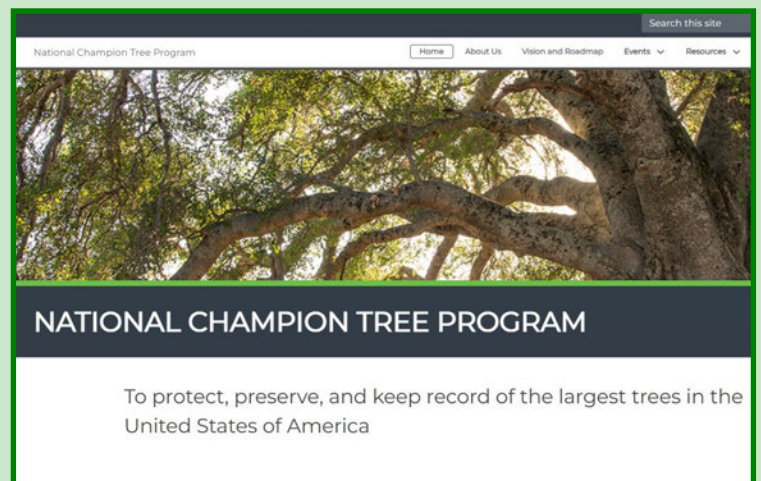 Search this site
National Champion Tree Program Home About Us Vision and Roadmap Events Resources
NATIONAL CHAMPION TREE PROGRAM
To protect, preserve, and keep record of the largest trees in the
United States of America